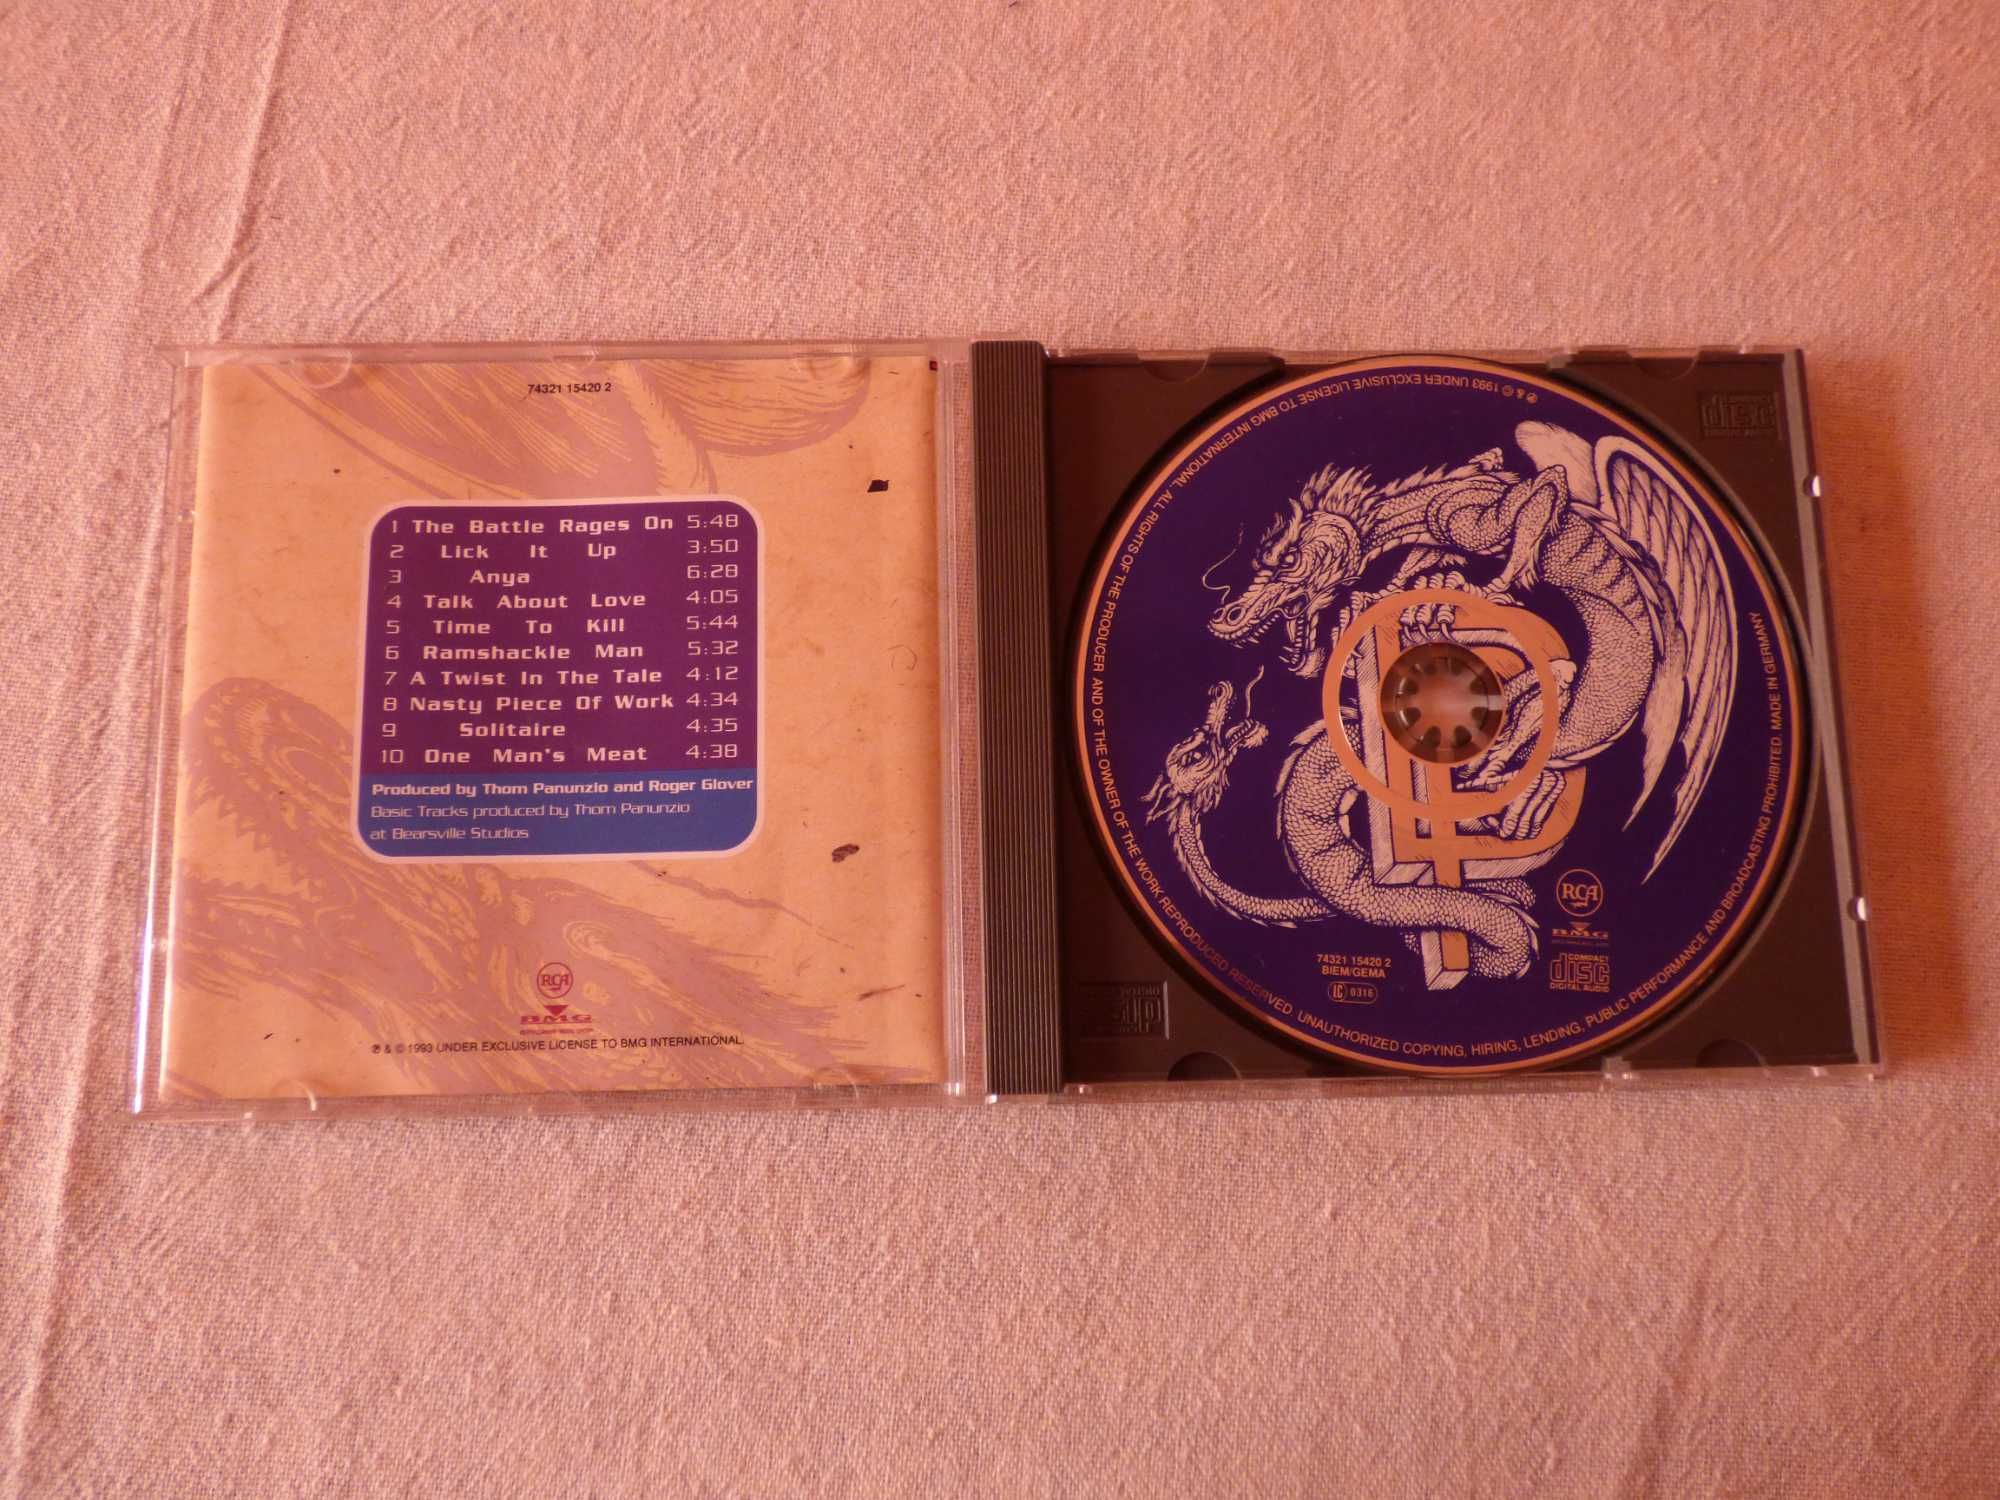 74321 15420 2
1 The Battle Rages On 5:48
2 Lick It Up 3:50
3 Anya 6:28
4 Talk About Love 4:05
5 Time To Kill 5:44
6 Ramshackle Man 5:32
7 A Twist In The Tale 4:12
8 Nasty Piece Of Work 4:34
9 Solitaire 4:35
10 One Man's Meat 4:38
Produced by Thom Panunzio and Roger Glover
Basic Tracks produced by Thom Panunzio
at Bearsville Studios
RCA
BMG
℗ & © 1993 UNDER EXCLUSIVE LICENSE TO BMG INTERNATIONAL.
℗ & © 1993 UNDER EXCLUSIVE LICENSE TO BMG INTERNATIONAL. ALL RIGHTS OF THE PRODUCER AND OF THE OWNER OF THE WORK REPRODUCED RESERVED. UNAUTHORIZED COPYING, HIRING, LENDING, PUBLIC PERFORMANCE AND BROADCASTING PROHIBITED. MADE IN GERMANY
RCA
BMG
74321 15420 2
BIEM/GEMA
LC 0316
COMPACT
disc
DIGITAL AUDIO
COMPACT
disc
disc